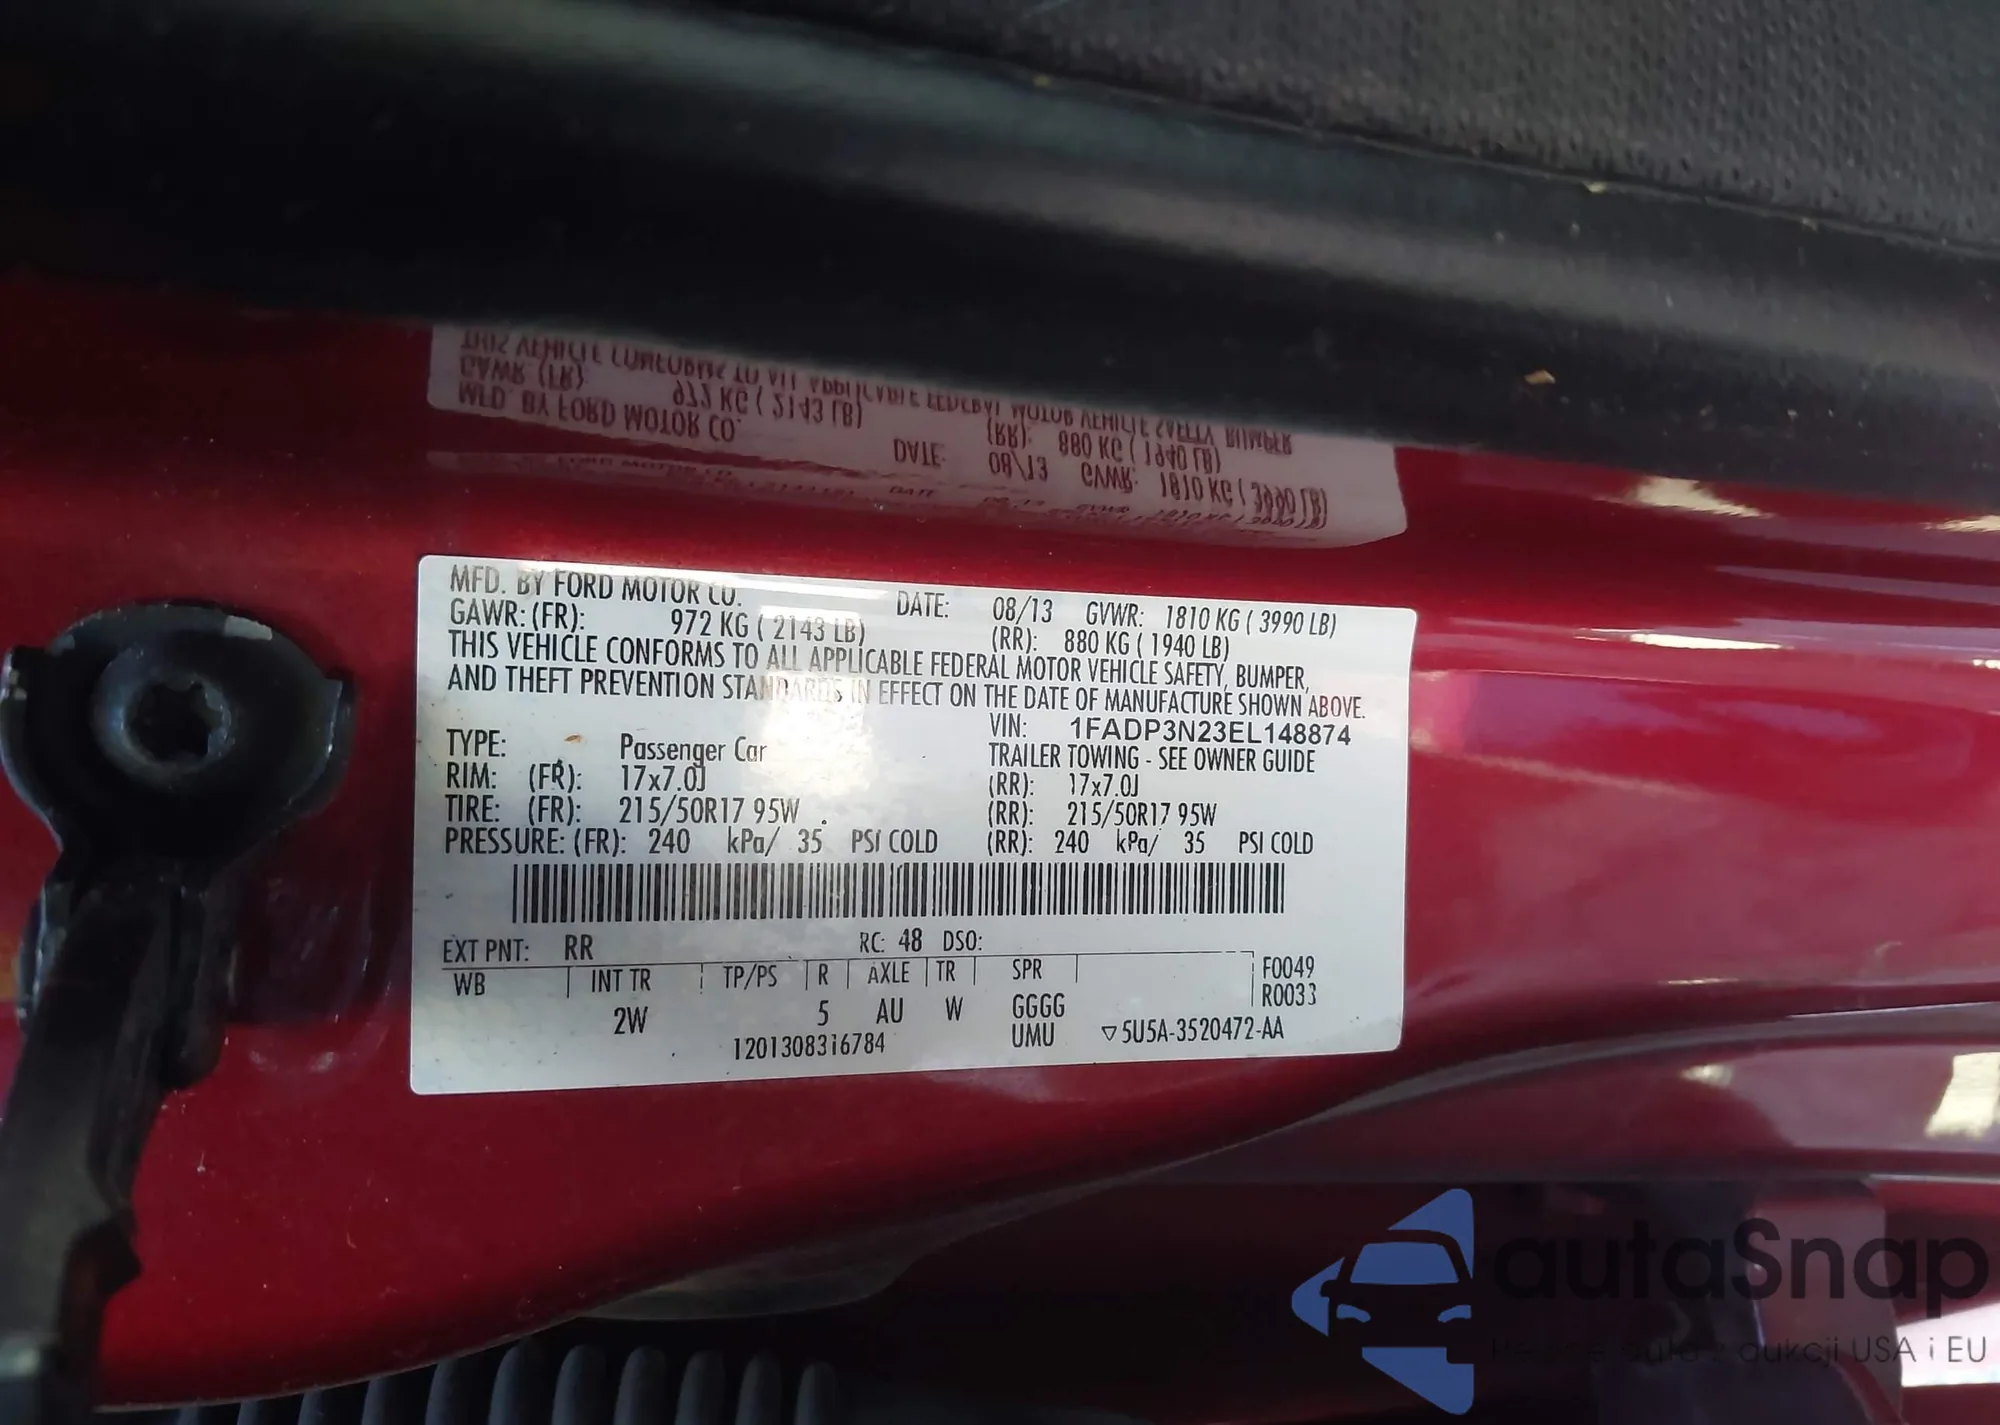 MFD. BY FORD MOTOR CO. DATE: 08/13 GVWR: 1810 KG ( 3990 LB)
GAWR: (FR): 972 KG ( 2143 LB) (RR): 880 KG ( 1940 LB)
THIS VEHICLE CONFORMS TO ALL APPLICABLE FEDERAL MOTOR VEHICLE SAFETY, BUMPER,
AND THEFT PREVENTION STANDARDS IN EFFECT ON THE DATE OF MANUFACTURE SHOWN ABOVE.
VIN: 1FADP3N23EL148874
TYPE: Passenger Car TRAILER TOWING - SEE OWNER GUIDE
RIM: (FR): 17x7.0J (RR): 17x7.0J
TIRE: (FR): 215/50R17 95W (RR): 215/50R17 95W
PRESSURE: (FR): 240 kPa/ 35 PSI COLD (RR): 240 kPa/ 35 PSI COLD
EXT PNT: RR RC: 48 DSO:
WB INT TR TP/PS R AXLE TR SPR F0049
R0033
2W 5 AU W GGGG
1201308316784 UMU ▽5U5A-3520472-AA
autaSnap
aukcji USA i EU